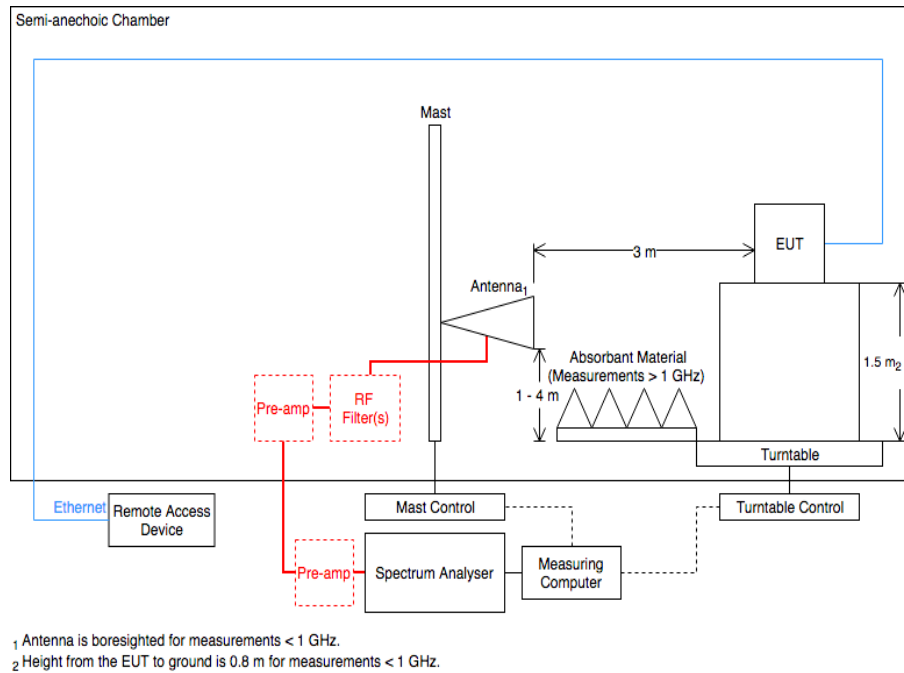 Semi-anechoic Chamber
Mast
EUT
3 m
Antenna1
Absorbant Material
(Measurements > 1 GHz)
1.5 m2
1 - 4 m
Pre-amp
RF
Filter(s)
Turntable
Ethernet
Remote Access
Device
Mast Control
Turntable Control
Pre-amp
Spectrum Analyser
Measuring
Computer
1 Antenna is boresighted for measurements < 1 GHz.
2 Height from the EUT to ground is 0.8 m for measurements < 1 GHz.